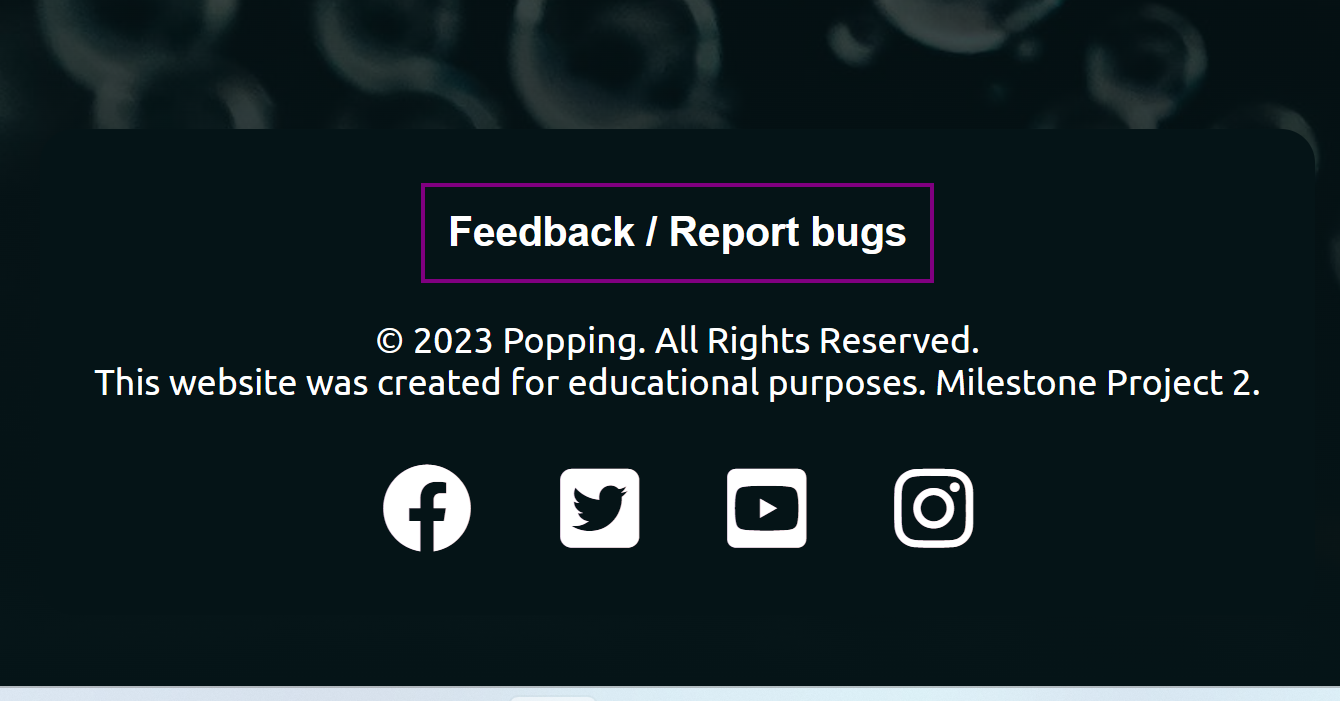 Feedback / Report bugs
© 2023 Popping. All Rights Reserved.
This website was created for educational purposes. Milestone Project 2.